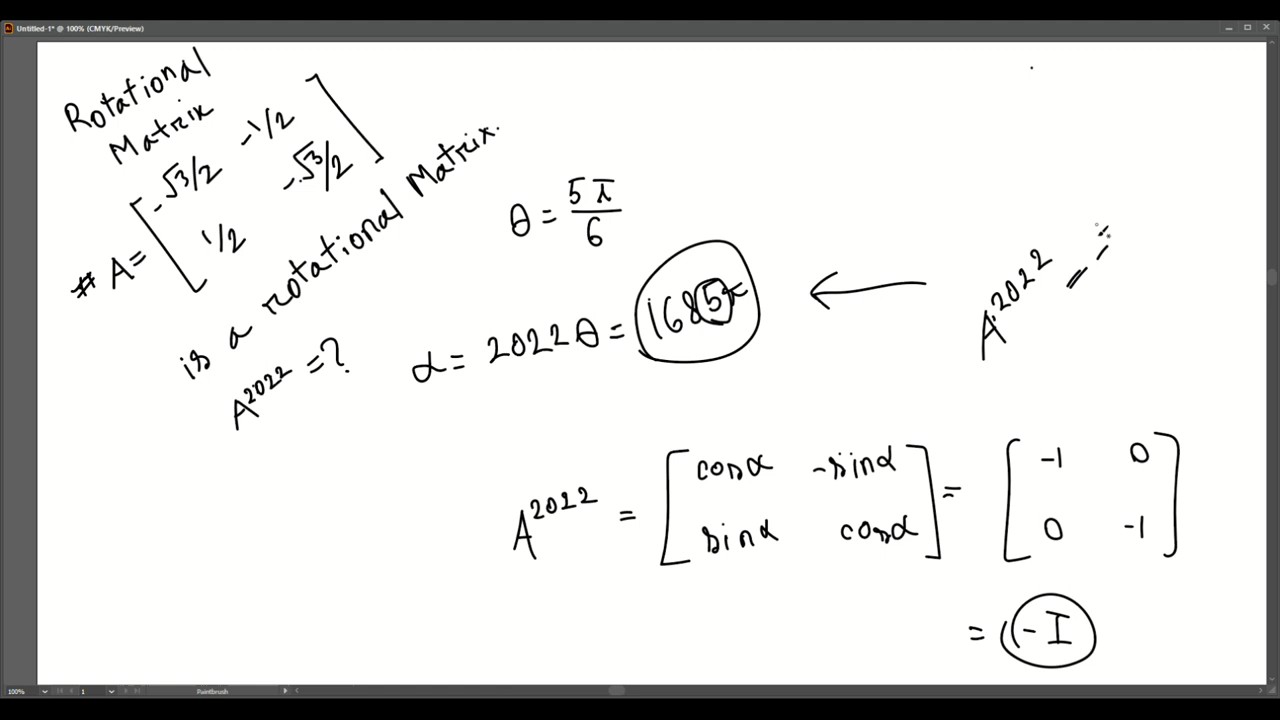 Untitled-1* @ 100% (CMYK/Preview)
Rotational
Matrix
# A = [ -√3/2 -1/2
1/2 -√3/2 ]
is a rotational Matrix.
A^2022 = ?
θ = 5π/6
α = 2022θ = 1685π
A^2022 =
A^2022 = [ cosα -sinα
sinα cosα ] = [ -1 0
0 -1 ]
= (-I
100%
1
Paintbrush